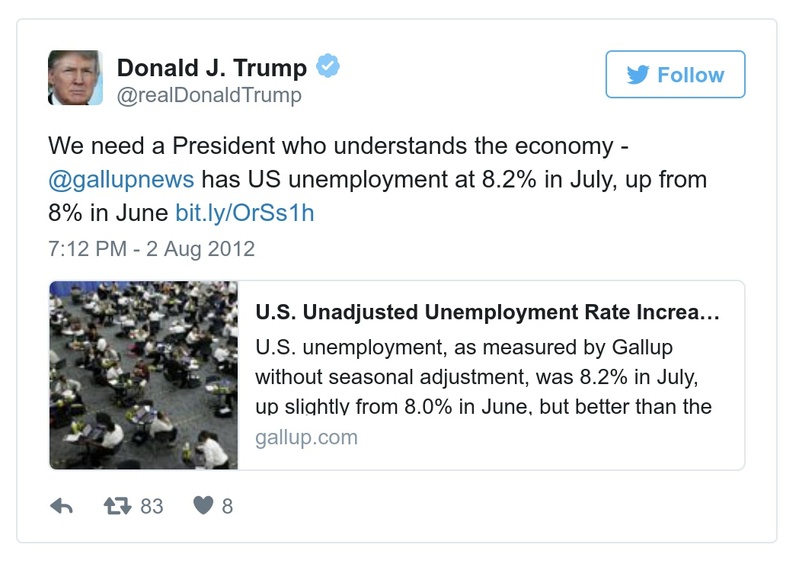 Donald J. Trump
@realDonaldTrump
Follow
We need a President who understands the economy -
@gallupnews has US unemployment at 8.2% in July, up from
8% in June bit.ly/OrSs1h
7:12 PM - 2 Aug 2012
U.S. Unadjusted Unemployment Rate Increa...
U.S. unemployment, as measured by Gallup
without seasonal adjustment, was 8.2% in July,
up slightly from 8.0% in June, but better than the
gallup.com
83
8